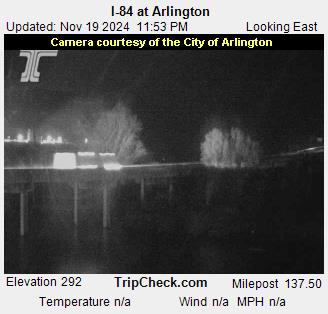 I-84 at Arlington
Updated: Nov 19 2024 11:53 PM Looking East
Camera courtesy of the City of Arlington
Elevation 292 TripCheck.com Milepost 137.50
Temperature n/a Wind n/a MPH n/a